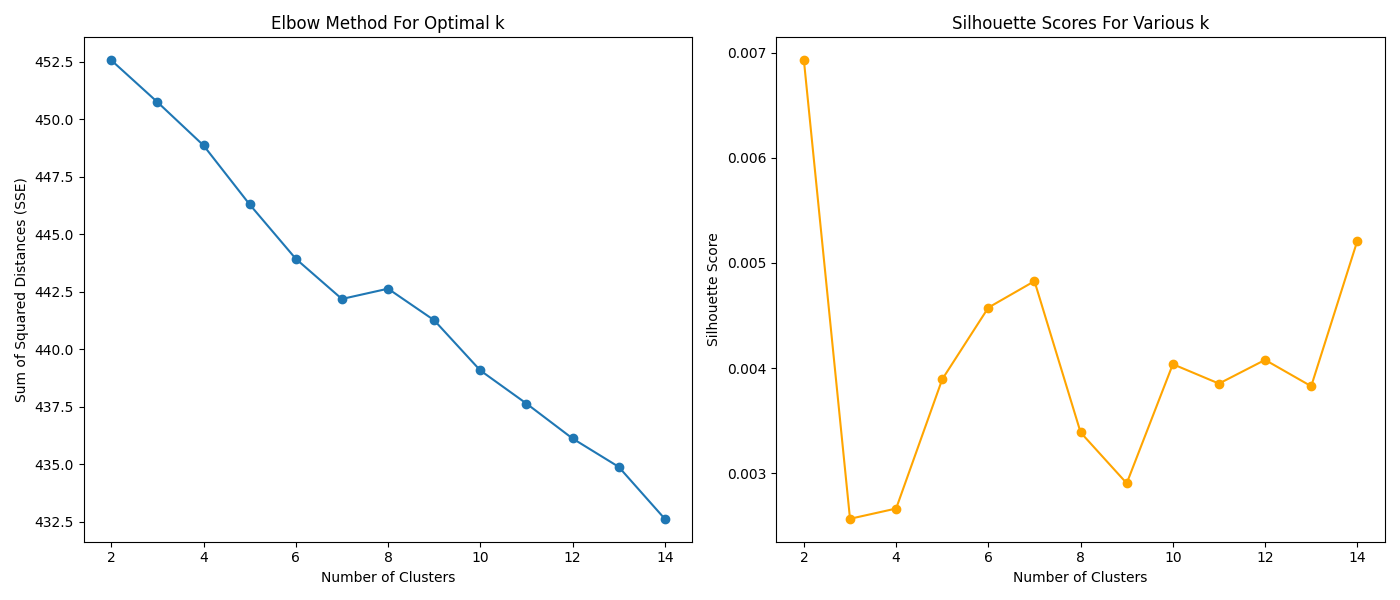 Elbow Method For Optimal k
Sum of Squared Distances (SSE)
452.5
450.0
447.5
445.0
442.5
440.0
437.5
435.0
432.5
2 4 6 8 10 12 14
Number of Clusters
Silhouette Scores For Various k
Silhouette Score
0.007
0.006
0.005
0.004
0.003
2 4 6 8 10 12 14
Number of Clusters